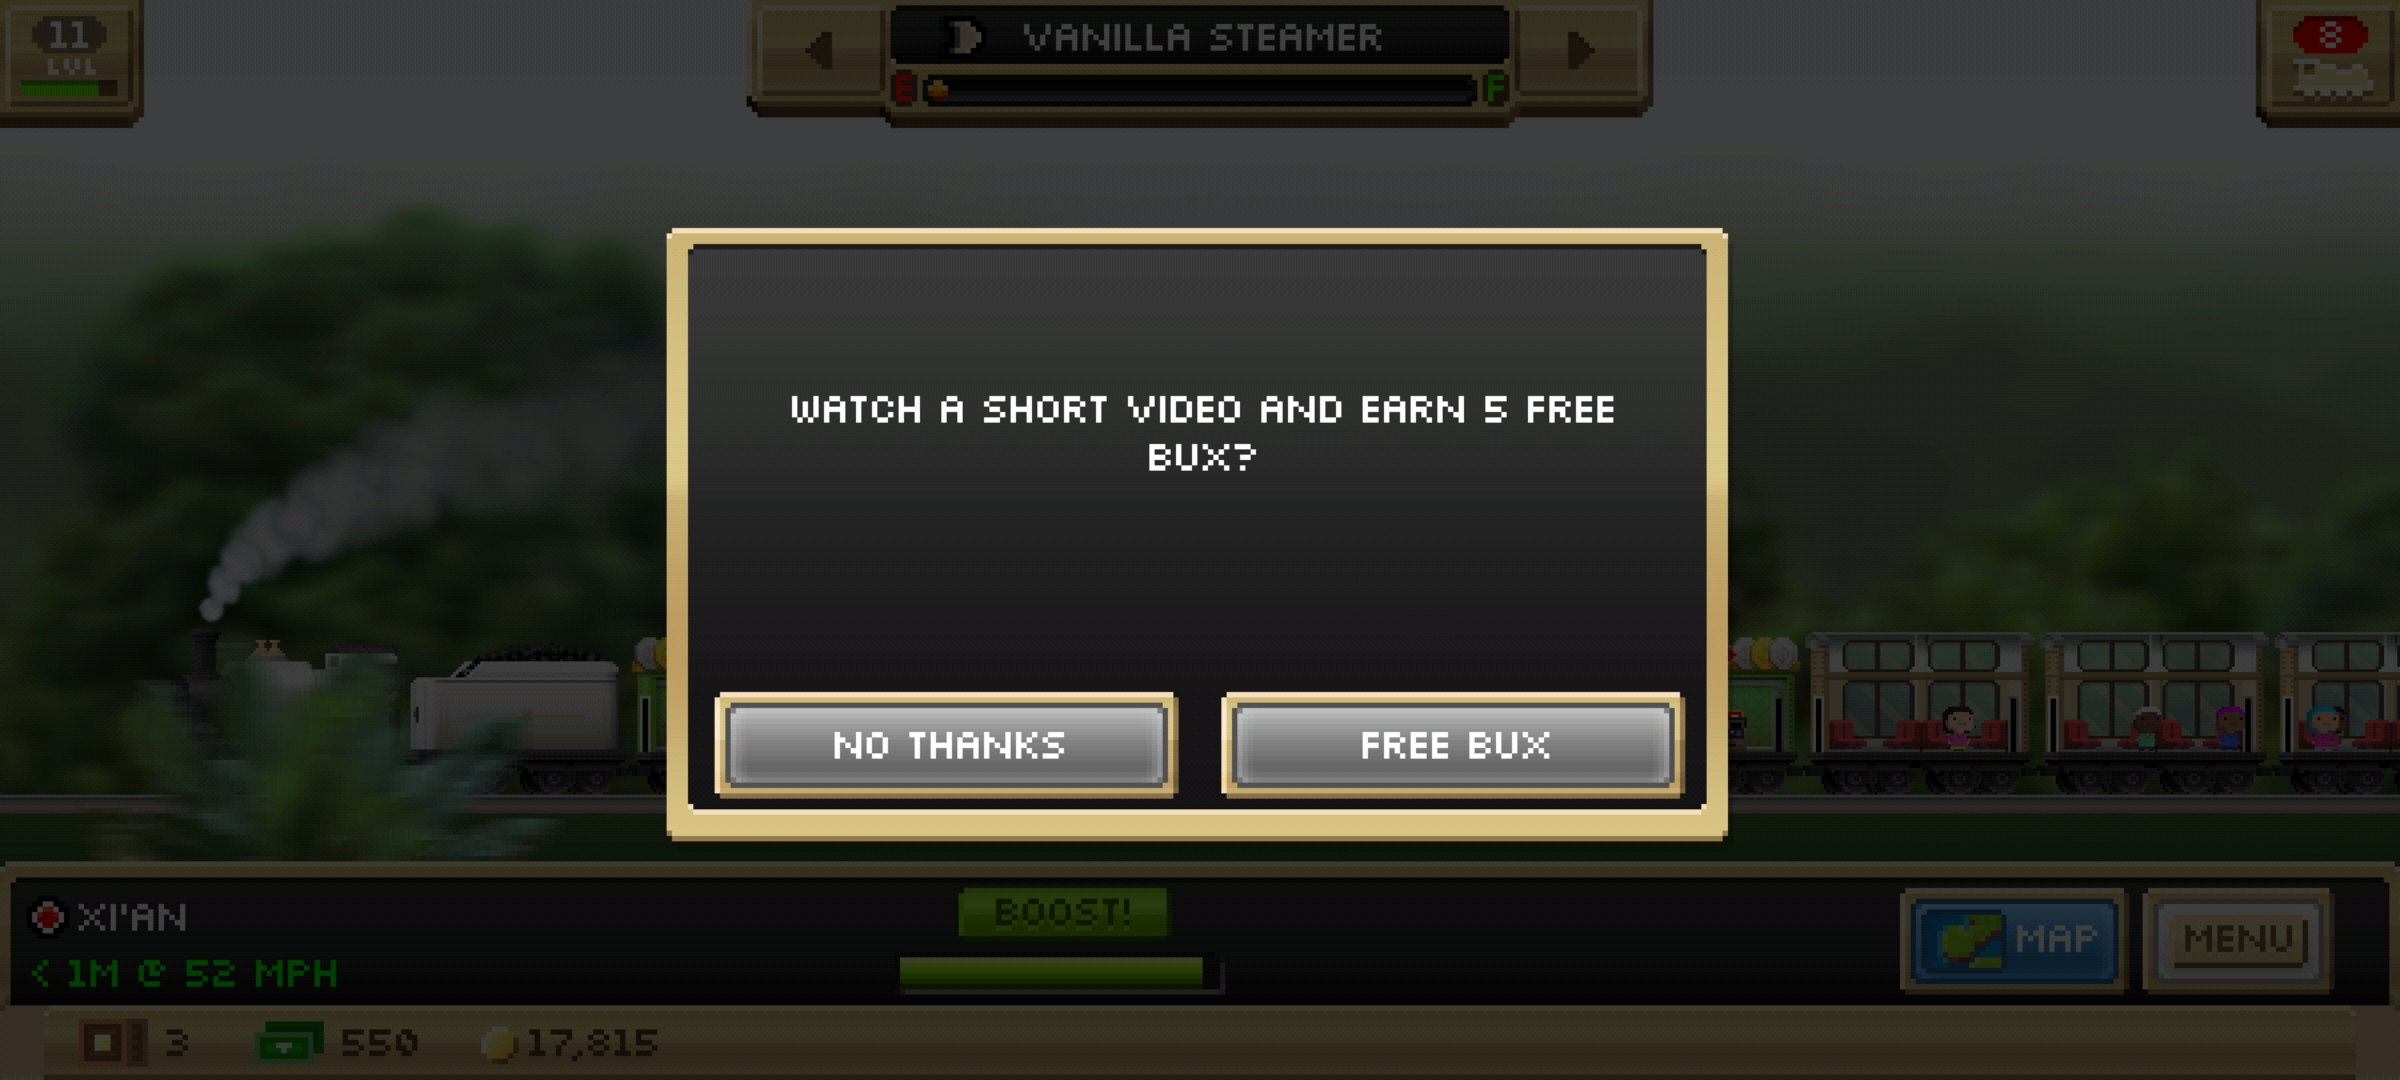 11
LVL
VANILLA STEAMER
E
F
8
WATCH A SHORT VIDEO AND EARN 5 FREE
BUX?
NO THANKS
FREE BUX
XI'AN
BOOST!
< 1M @ 52 MPH
MAP
MENU
3
550
17,815